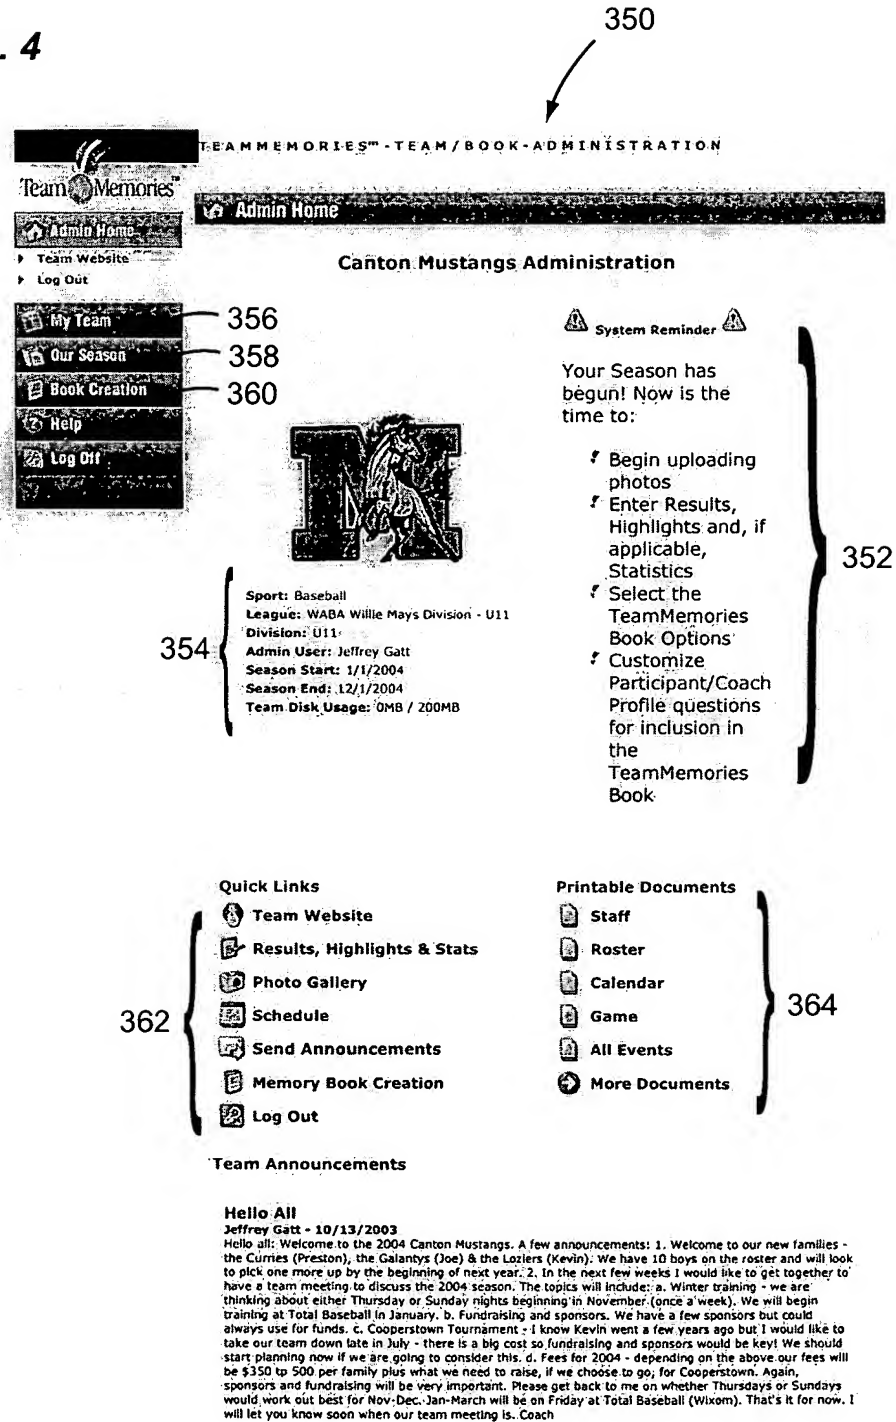 . 4
350
TEAMMEMORIES℠-TEAM/BOOK-ADMINISTRATION
Team Memories™
Admin Home
Admin Home
Team Website
Log Out
Canton Mustangs Administration
My Team
356
Our Season
358
Book Creation
360
Help
Log Off
System Reminder
Your Season has
begun! Now is the
time to:
Begin uploading
photos
Enter Results,
Highlights and, if
applicable,
Statistics
Select the
TeamMemories
Book Options
Customize
Participant/Coach
Profile questions
for inclusion in
the
TeamMemories
Book
352
M
354
Sport: Baseball
League: WABA Willie Mays Division - U11
Division: U11
Admin User: Jeffrey Gatt
Season Start: 1/1/2004
Season End: 12/1/2004
Team Disk Usage: 0MB / 200MB
Quick Links
Team Website
Results, Highlights & Stats
Photo Gallery
Schedule
Send Announcements
Memory Book Creation
Log Out
362
Printable Documents
Staff
Roster
Calendar
Game
All Events
More Documents
364
Team Announcements
Hello All
Jeffrey Gatt - 10/13/2003
Hello all: Welcome to the 2004 Canton Mustangs. A few announcements: 1. Welcome to our new families -
the Curries (Preston), the Galantys (Joe) & the Loziers (Kevin). We have 10 boys on the roster and will look
to pick one more up by the beginning of next year. 2. In the next few weeks I would like to get together to
have a team meeting to discuss the 2004 season. The topics will include: a. Winter training - we are
thinking about either Thursday or Sunday nights beginning in November (once a week). We will begin
training at Total Baseball in January. b. Fundraising and sponsors. We have a few sponsors but could
always use for funds. c. Cooperstown Tournament - I know Kevin went a few years ago but I would like to
take our team down late in July - there is a big cost so fundraising and sponsors would be key! We should
start planning now if we are going to consider this. d. Fees for 2004 - depending on the above our fees will
be $350 tp 500 per family plus what we need to raise, if we choose to go, for Cooperstown. Again,
sponsors and fundraising will be very important. Please get back to me on whether Thursdays or Sundays
would work out best for Nov-Dec. Jan-March will be on Friday at Total Baseball (Wixom). That's it for now. I
will let you know soon when our team meeting is. Coach